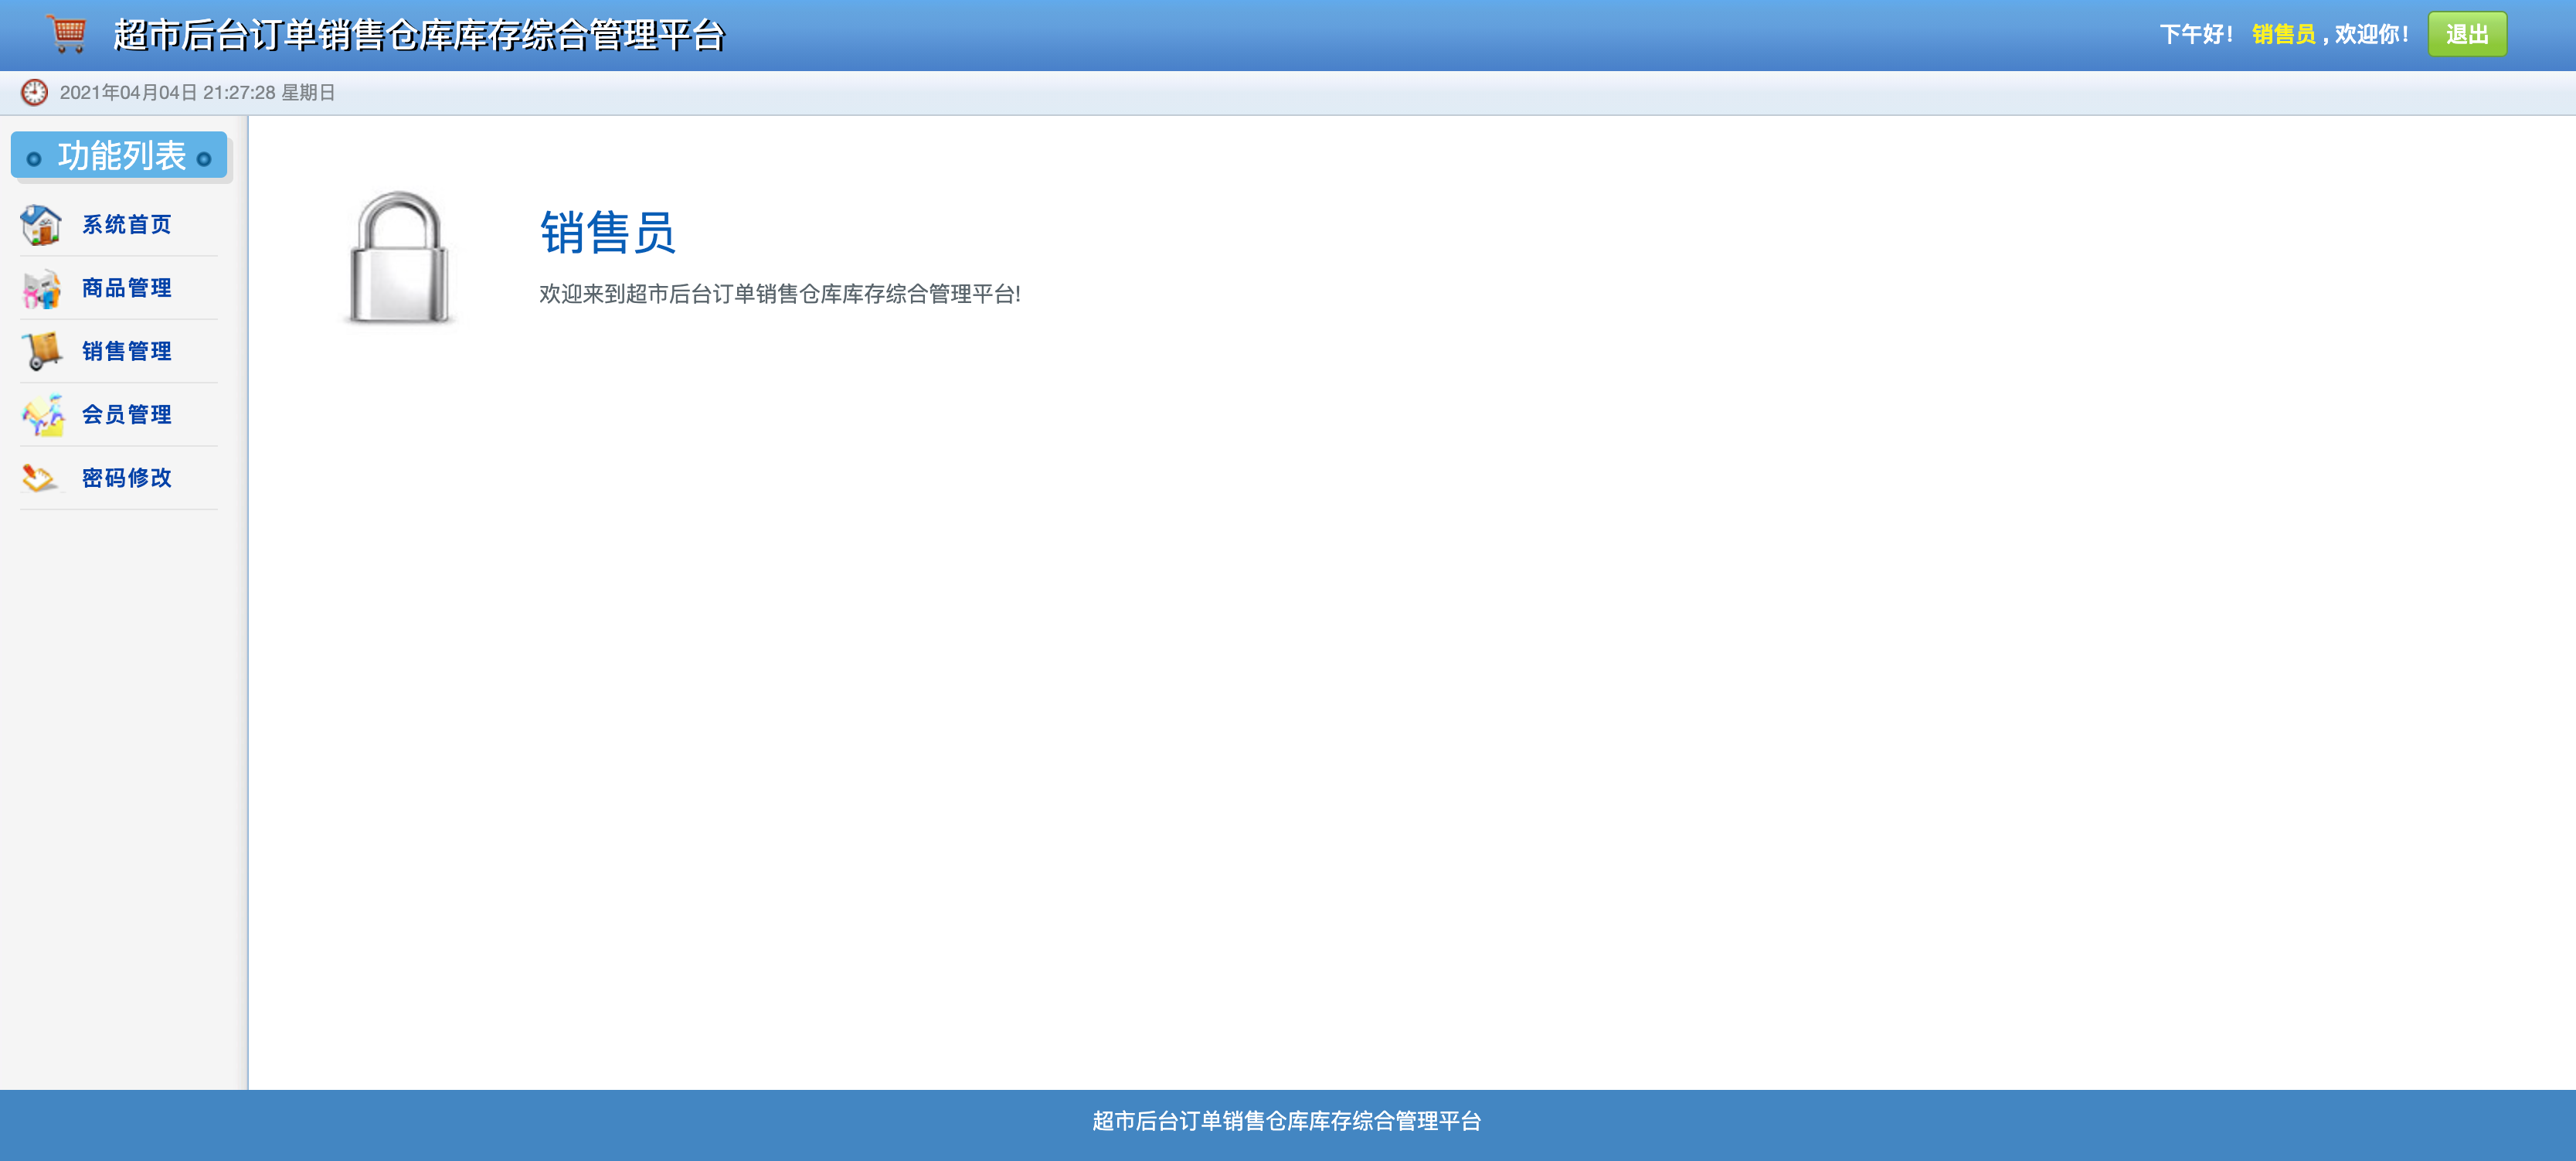 超市后台订单销售仓库库存综合管理平台
下午好! 销售员 , 欢迎你! 退出
2021年04月04日 21:27:28 星期日
功能列表
系统首页
商品管理
销售管理
会员管理
密码修改
销售员
欢迎来到超市后台订单销售仓库库存综合管理平台!
超市后台订单销售仓库库存综合管理平台